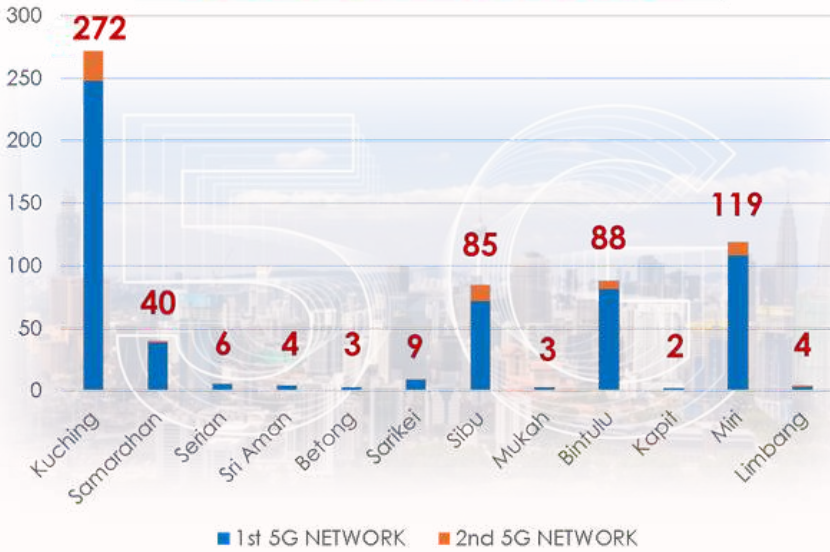 300
272
250
200
150
119
100
85
88
50
40
6
4
3
9
3
2
4
0
Kuching
Samarahan
Serian
Sri Aman
Betong
Sarikei
Sibu
Mukah
Bintulu
Kapit
Miri
Limbang
1st 5G NETWORK
2nd 5G NETWORK
5G